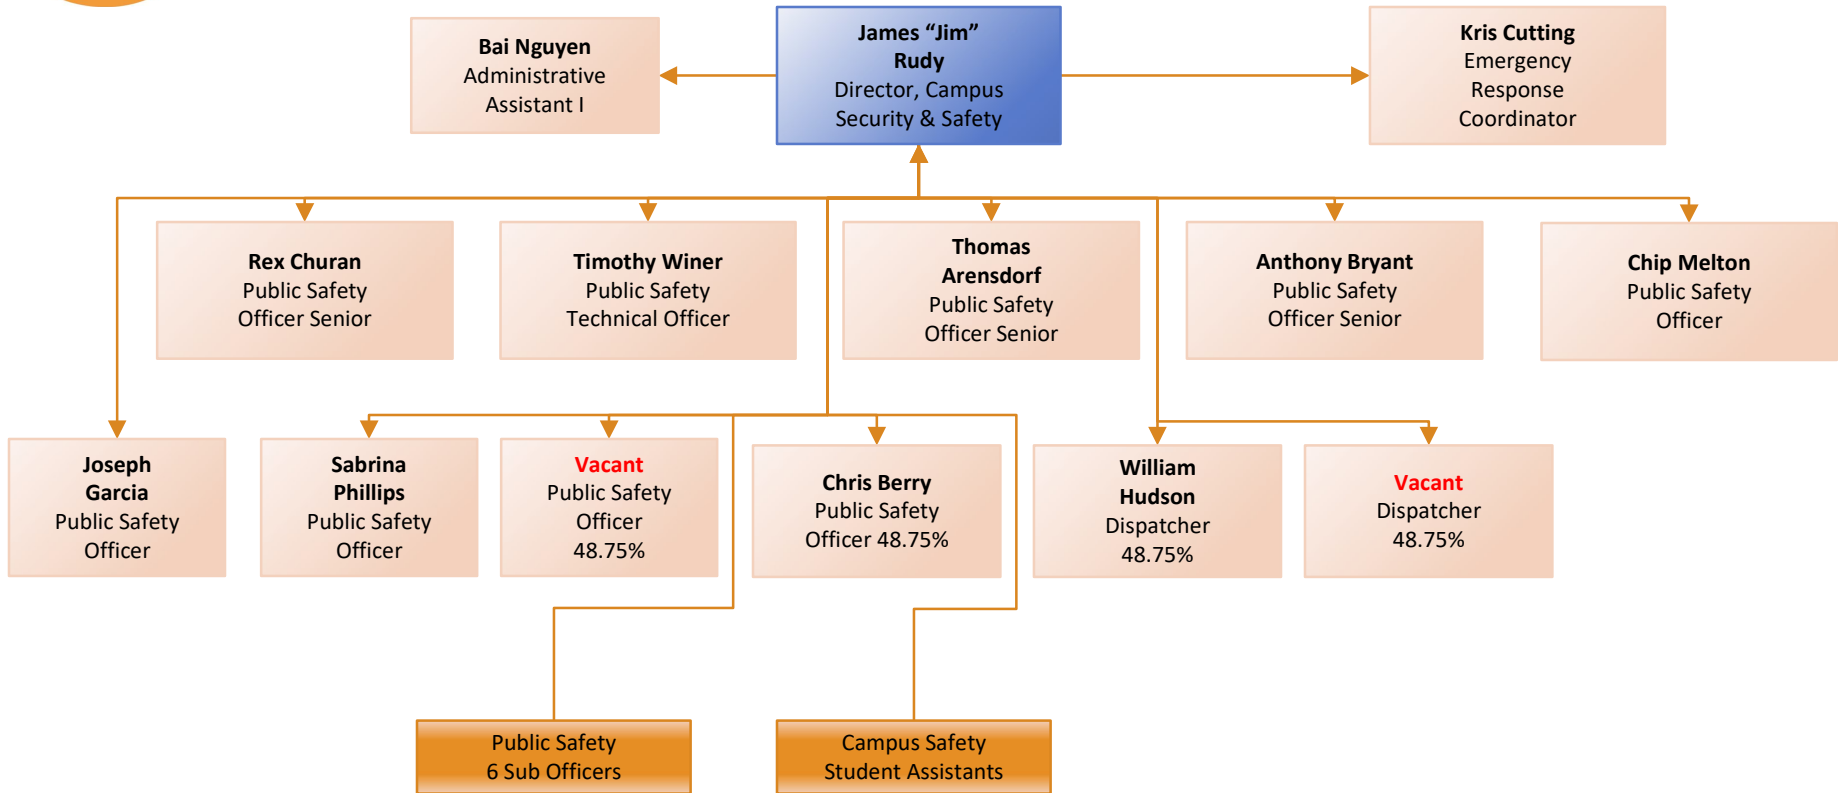 Bai Nguyen
Administrative
Assistant I
James “Jim”
Rudy
Director, Campus
Security & Safety
Kris Cutting
Emergency
Response
Coordinator
Rex Churan
Public Safety
Officer Senior
Timothy Winer
Public Safety
Technical Officer
Thomas
Arensdorf
Public Safety
Officer Senior
Anthony Bryant
Public Safety
Officer Senior
Chip Melton
Public Safety
Officer
Joseph
Garcia
Public Safety
Officer
Sabrina
Phillips
Public Safety
Officer
Vacant
Public Safety
Officer
48.75%
Chris Berry
Public Safety
Officer 48.75%
William
Hudson
Dispatcher
48.75%
Vacant
Dispatcher
48.75%
Public Safety
6 Sub Officers
Campus Safety
Student Assistants